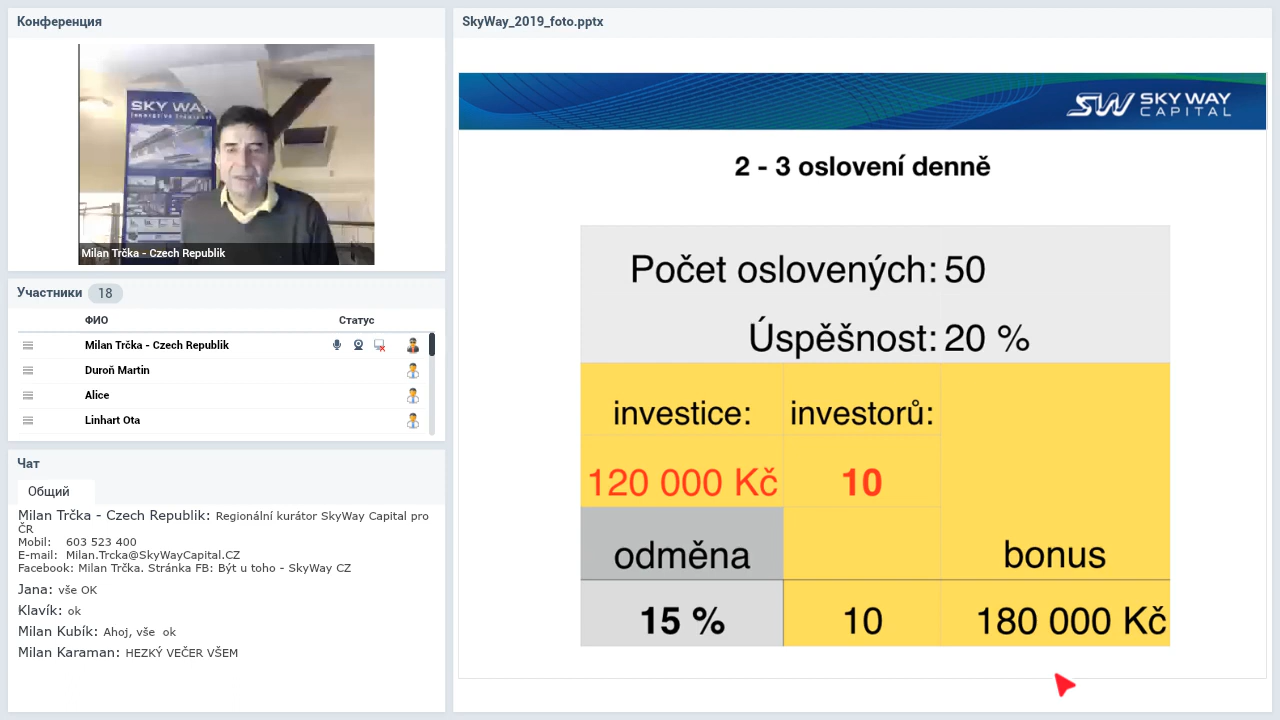 Конференция
SKY WAY
Milan Trčka - Czech Republik
Участники 18
ФИО Статус
Milan Trčka - Czech Republik
Duroň Martin
Alice
Linhart Ota
Чат
Общий
Milan Trčka - Czech Republik: Regionální kurátor SkyWay Capital pro
ČR
Mobil: 603 523 400
E-mail: Milan.Trcka@SkyWayCapital.CZ
Facebook: Milan Trčka. Stránka FB: Být u toho - SkyWay CZ
Jana: vše OK
Klavík: ok
Milan Kubík: Ahoj, vše ok
Milan Karaman: HEZKÝ VEČER VŠEM
SkyWay_2019_foto.pptx
SW SKY WAY
CAPITAL
2 - 3 oslovení denně
Počet oslovených: 50
Úspěšnost: 20 %
investice: investorů:
120 000 Kč 10
odměna bonus
15 % 10 180 000 Kč